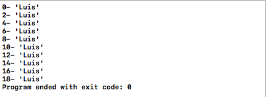 0- 'Luis'
2- 'Luis'
4- 'Luis'
6- 'Luis'
8- 'Luis'
10- 'Luis'
12- 'Luis'
14- 'Luis'
16- 'Luis'
18- 'Luis'
Program ended with exit code: 0